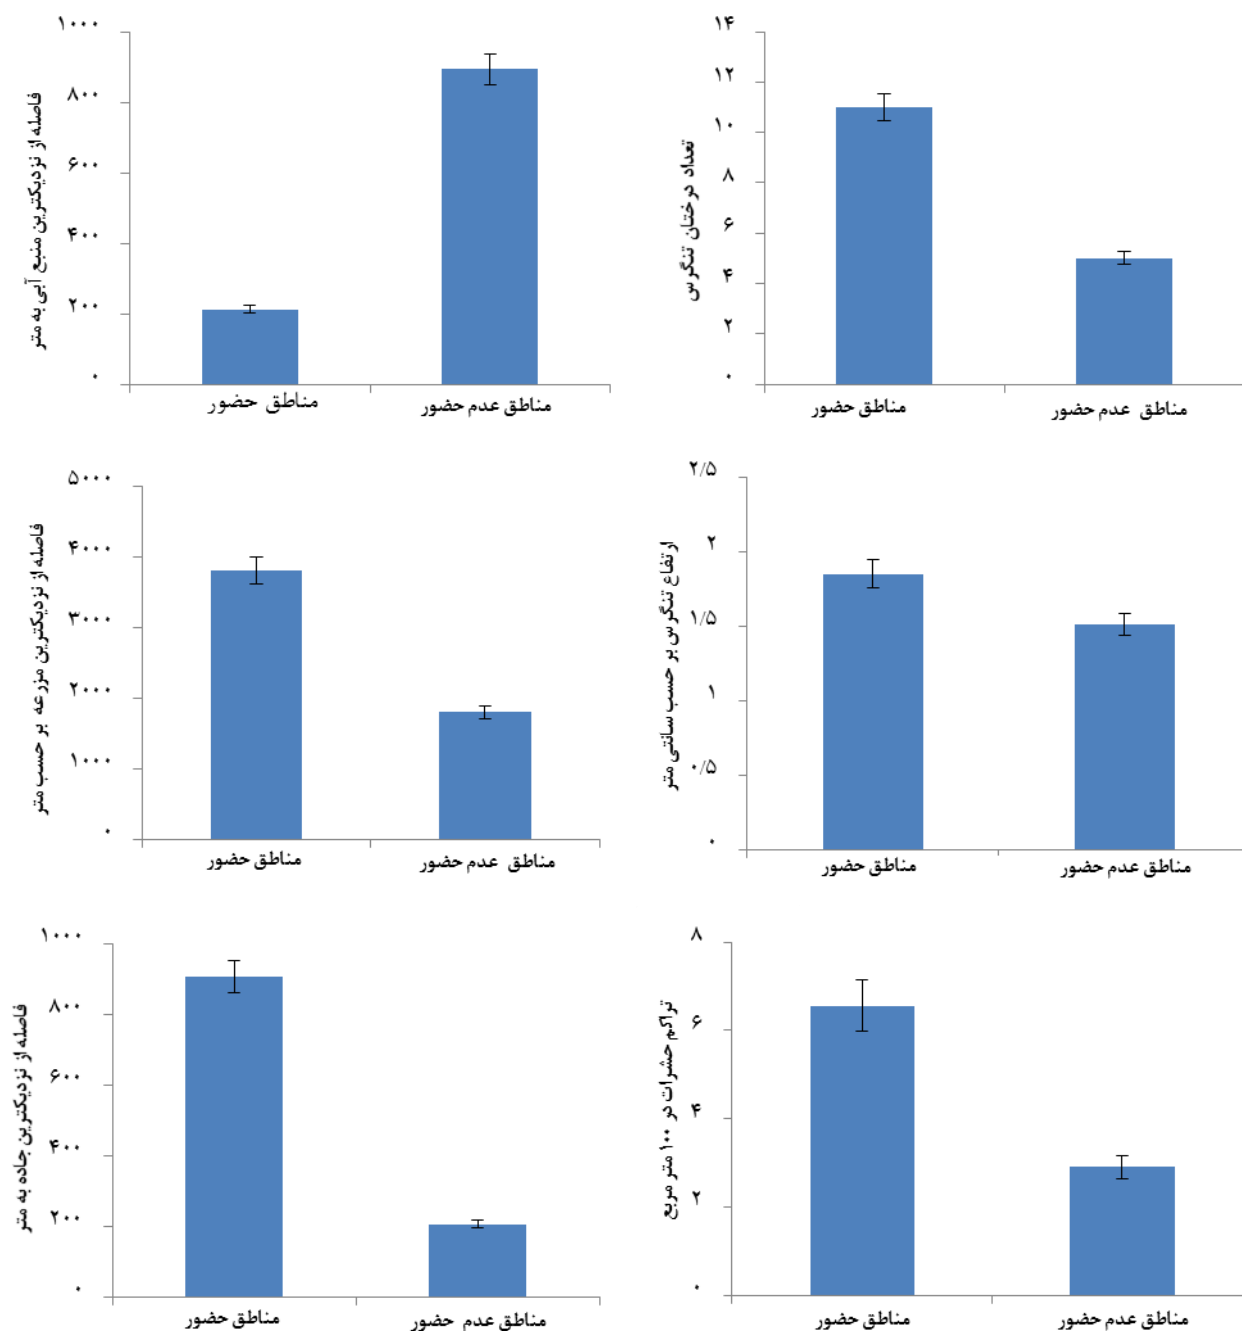 فاصله از نزدیکترین منبع آبی به متر
۱۰۰۰
۸۰۰
۶۰۰
۴۰۰
۲۰۰
۰
مناطق حضور
مناطق عدم حضور
تعداد درختان تنگرس
۱۴
۱۲
۱۰
۸
۶
۴
۲
۰
مناطق حضور
مناطق عدم حضور
فاصله از نزدیکترین مزرعه بر حسب متر
۵۰۰۰
۴۰۰۰
۳۰۰۰
۲۰۰۰
۱۰۰۰
۰
مناطق حضور
مناطق عدم حضور
ارتفاع تنگرس بر حسب سانتی متر
۲/۵
۲
۱/۵
۱
۰/۵
۰
مناطق حضور
مناطق عدم حضور
فاصله از نزدیکترین جاده به متر
۱۰۰۰
۸۰۰
۶۰۰
۴۰۰
۲۰۰
۰
مناطق حضور
مناطق عدم حضور
تراکم حشرات در ۱۰۰ متر مربع
۸
۶
۴
۲
۰
مناطق حضور
مناطق عدم حضور